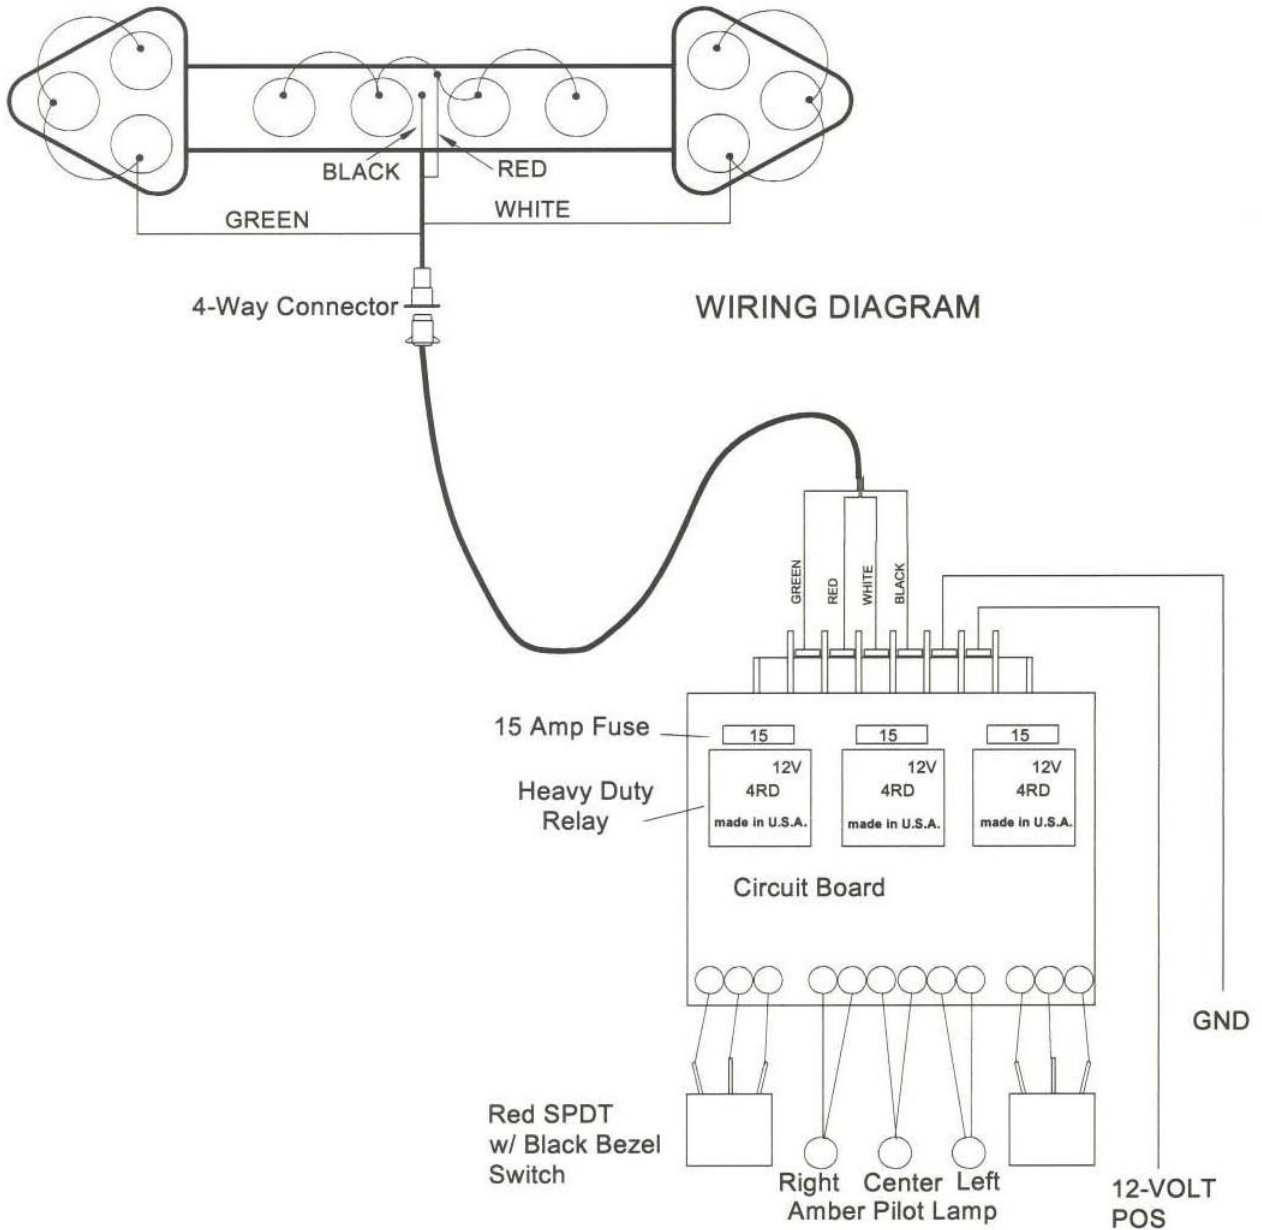 BLACK
RED
GREEN
WHITE
4-Way Connector
WIRING DIAGRAM
GREEN
RED
WHITE
BLACK
15 Amp Fuse
15
15
15
Heavy Duty
Relay
12V
4RD
made in U.S.A.
12V
4RD
made in U.S.A.
12V
4RD
made in U.S.A.
Circuit Board
GND
Red SPDT
w/ Black Bezel
Switch
Right Center Left
Amber Pilot Lamp
12-VOLT
POS